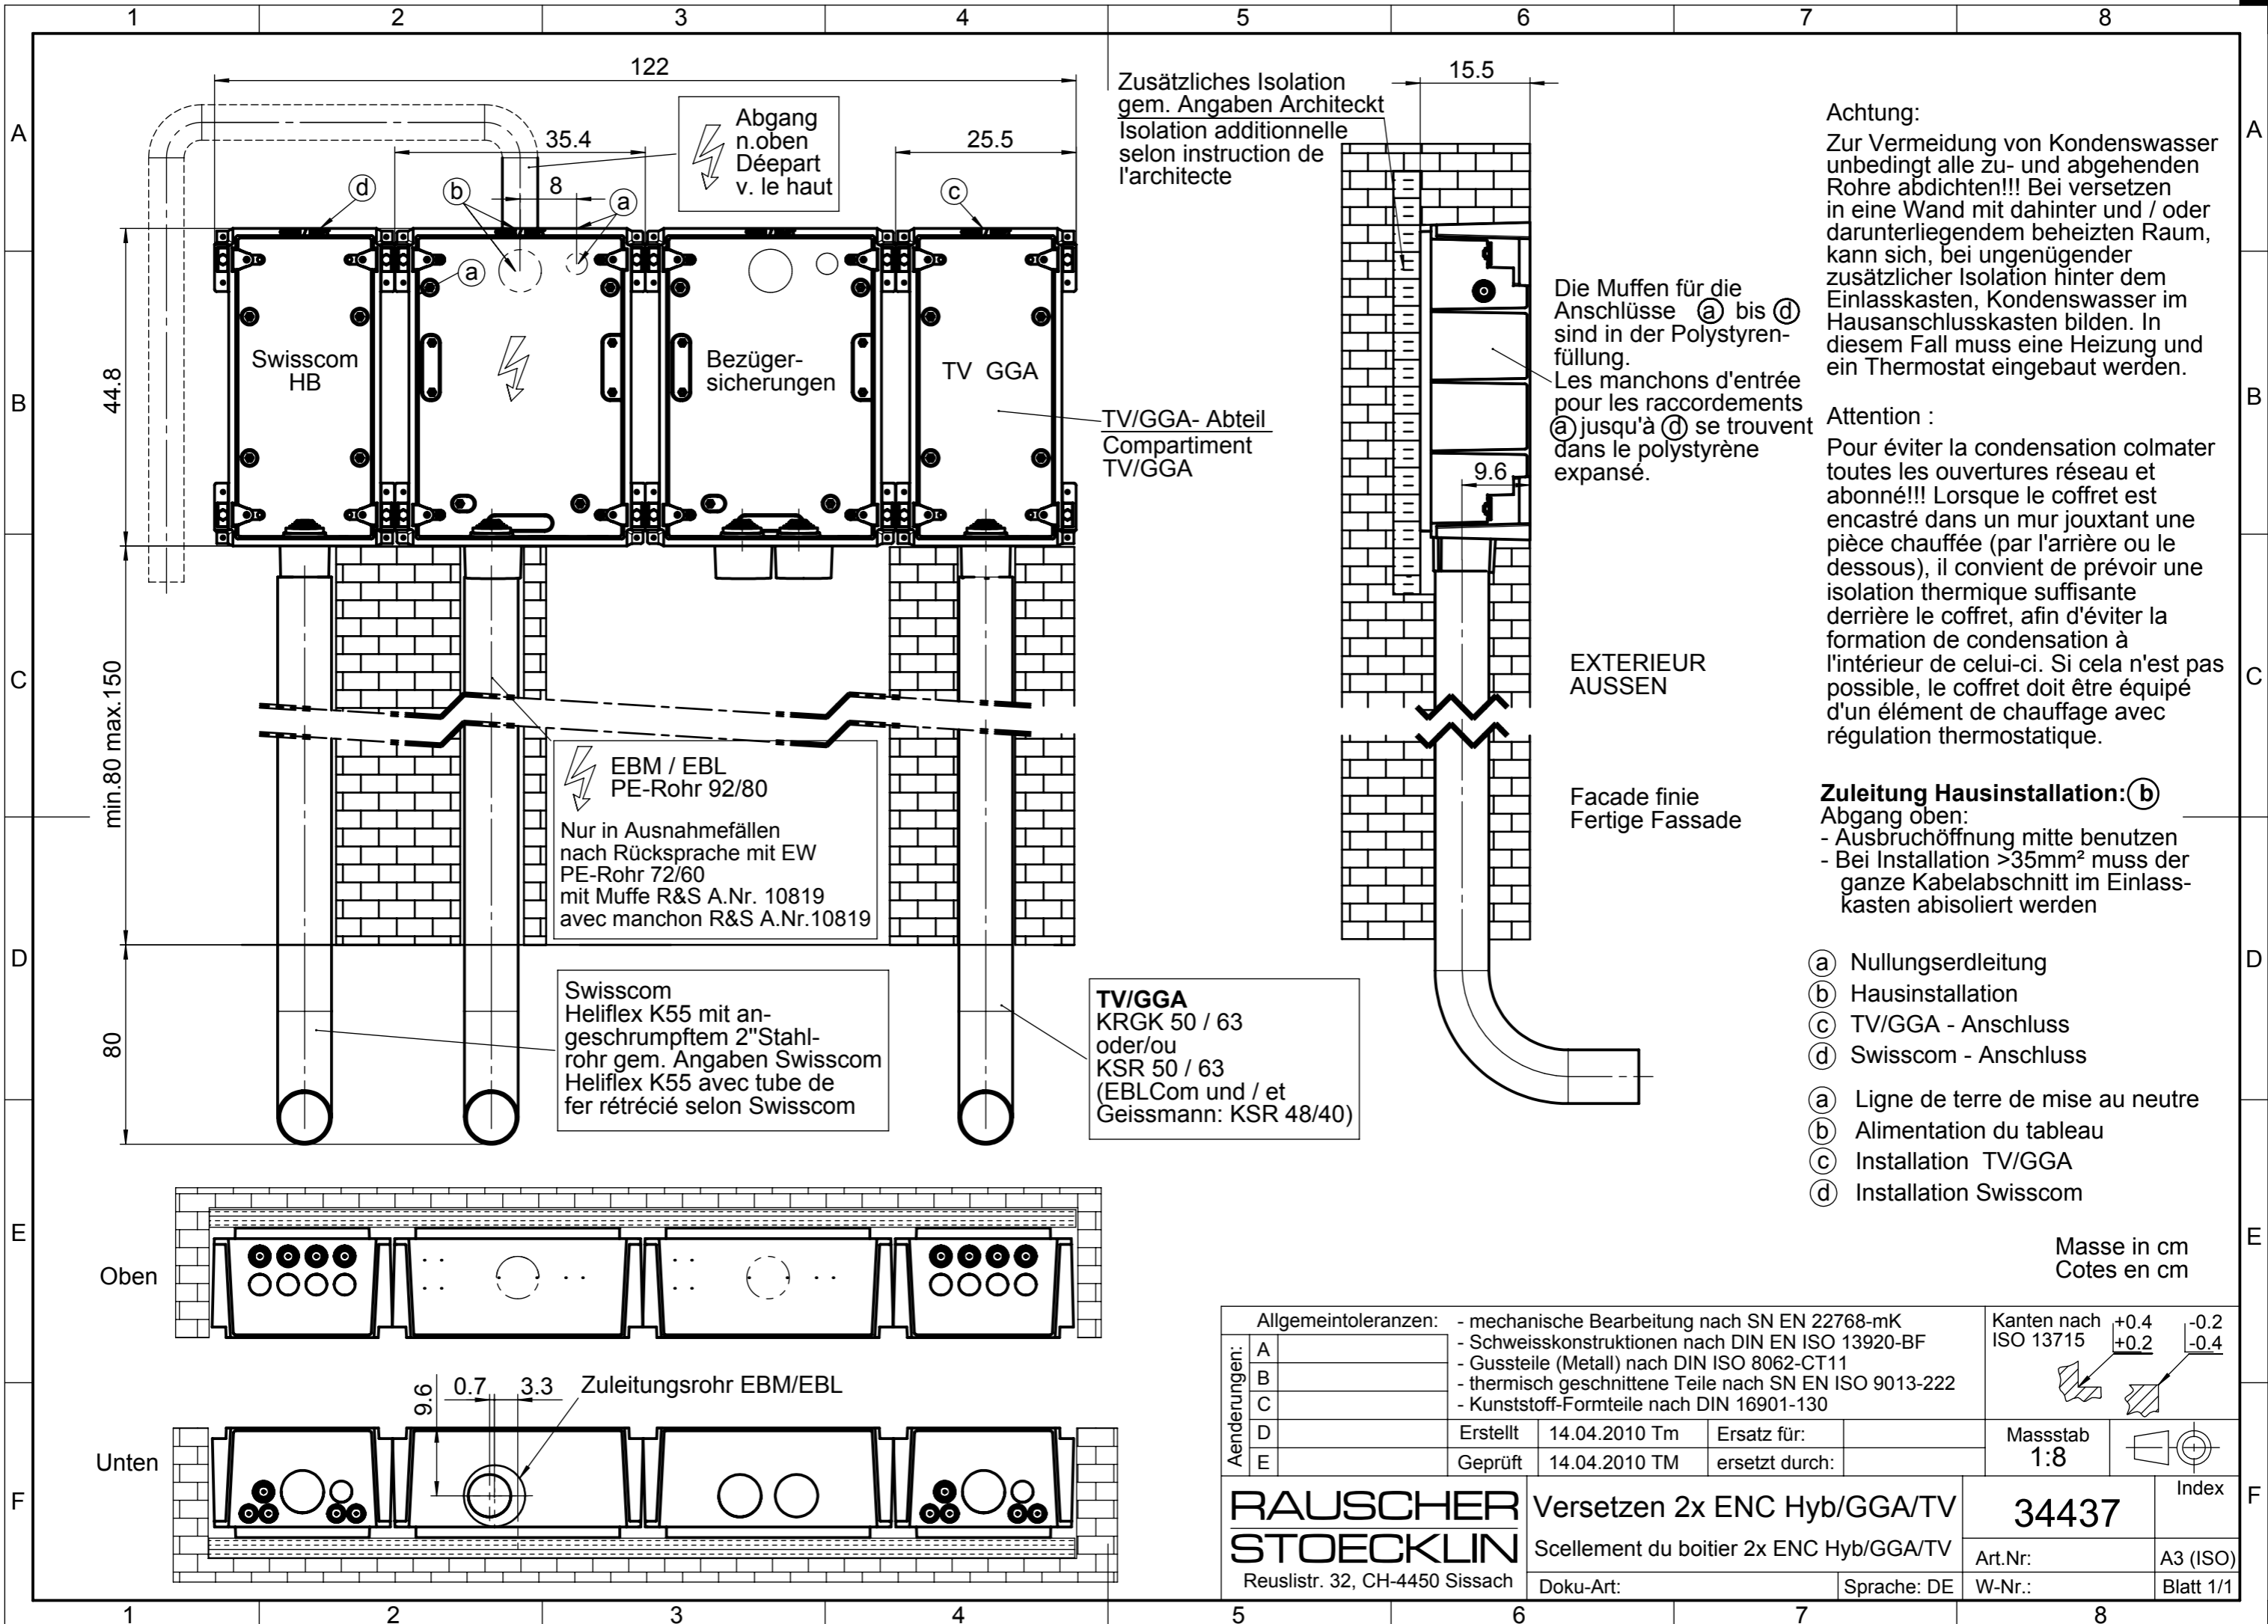 1 2 3 4 5 6 7 8
A
B
C
D
E
F
A
B
C
D
E
F
122
35.4
8
25.5
44.8
min.80 max.150
80
Abgang
n.oben
Déepart
v. le haut
d
b
a
c
a
Swisscom
HB
Bezüger-
sicherungen
TV GGA
TV/GGA- Abteil
Compartiment
TV/GGA
Zusätzliches Isolation
gem. Angaben Architeckt
Isolation additionnelle
selon instruction de
l'architecte
15.5
9.6
Die Muffen für die
Anschlüsse a bis d
sind in der Polystyren-
füllung.
Les manchons d'entrée
pour les raccordements
a jusqu'à d se trouvent
dans le polystyrène
expansé.
EXTERIEUR
AUSSEN
Facade finie
Fertige Fassade
EBM / EBL
PE-Rohr 92/80
Nur in Ausnahmefällen
nach Rücksprache mit EW
PE-Rohr 72/60
mit Muffe R&S A.Nr. 10819
avec manchon R&S A.Nr.10819
Swisscom
Heliflex K55 mit an-
geschrumpftem 2"Stahl-
rohr gem. Angaben Swisscom
Heliflex K55 avec tube de
fer rétrécié selon Swisscom
TV/GGA
KRGK 50 / 63
oder/ou
KSR 50 / 63
(EBLCom und / et
Geissmann: KSR 48/40)
Achtung:
Zur Vermeidung von Kondenswasser
unbedingt alle zu- und abgehenden
Rohre abdichten!!! Bei versetzen
in eine Wand mit dahinter und / oder
darunterliegendem beheizten Raum,
kann sich, bei ungenügender
zusätzlicher Isolation hinter dem
Einlasskasten, Kondenswasser im
Hausanschlusskasten bilden. In
diesem Fall muss eine Heizung und
ein Thermostat eingebaut werden.
Attention :
Pour éviter la condensation colmater
toutes les ouvertures réseau et
abonné!!! Lorsque le coffret est
encastré dans un mur jouxtant une
pièce chauffée (par l'arrière ou le
dessous), il convient de prévoir une
isolation thermique suffisante
derrière le coffret, afin d'éviter la
formation de condensation à
l'intérieur de celui-ci. Si cela n'est pas
possible, le coffret doit être équipé
d'un élément de chauffage avec
régulation thermostatique.
Zuleitung Hausinstallation: b
Abgang oben:
- Ausbruchöffnung mitte benutzen
- Bei Installation >35mm² muss der
ganze Kabelabschnitt im Einlass-
kasten abisoliert werden
a Nullungserdleitung
b Hausinstallation
c TV/GGA - Anschluss
d Swisscom - Anschluss
a Ligne de terre de mise au neutre
b Alimentation du tableau
c Installation TV/GGA
d Installation Swisscom
Masse in cm
Cotes en cm
Oben
Unten
9.6
0.7
3.3
Zuleitungsrohr EBM/EBL
Allgemeintoleranzen:
- mechanische Bearbeitung nach SN EN 22768-mK
- Schweisskonstruktionen nach DIN EN ISO 13920-BF
- Gussteile (Metall) nach DIN ISO 8062-CT11
- thermisch geschnittene Teile nach SN EN ISO 9013-222
- Kunststoff-Formteile nach DIN 16901-130
Kanten nach
ISO 13715
+0.4
+0.2
-0.2
-0.4
Aenderungen:
A
B
C
D
E
Erstellt 14.04.2010 Tm Ersatz für:
Geprüft 14.04.2010 TM ersetzt durch:
Massstab
1:8
RAUSCHER
STOECKLIN
Reuslistr. 32, CH-4450 Sissach
Versetzen 2x ENC Hyb/GGA/TV
Scellement du boitier 2x ENC Hyb/GGA/TV
Doku-Art:
Sprache: DE
34437
Index
Art.Nr:
A3 (ISO)
W-Nr.:
Blatt 1/1
1 2 3 4 5 6 7 8